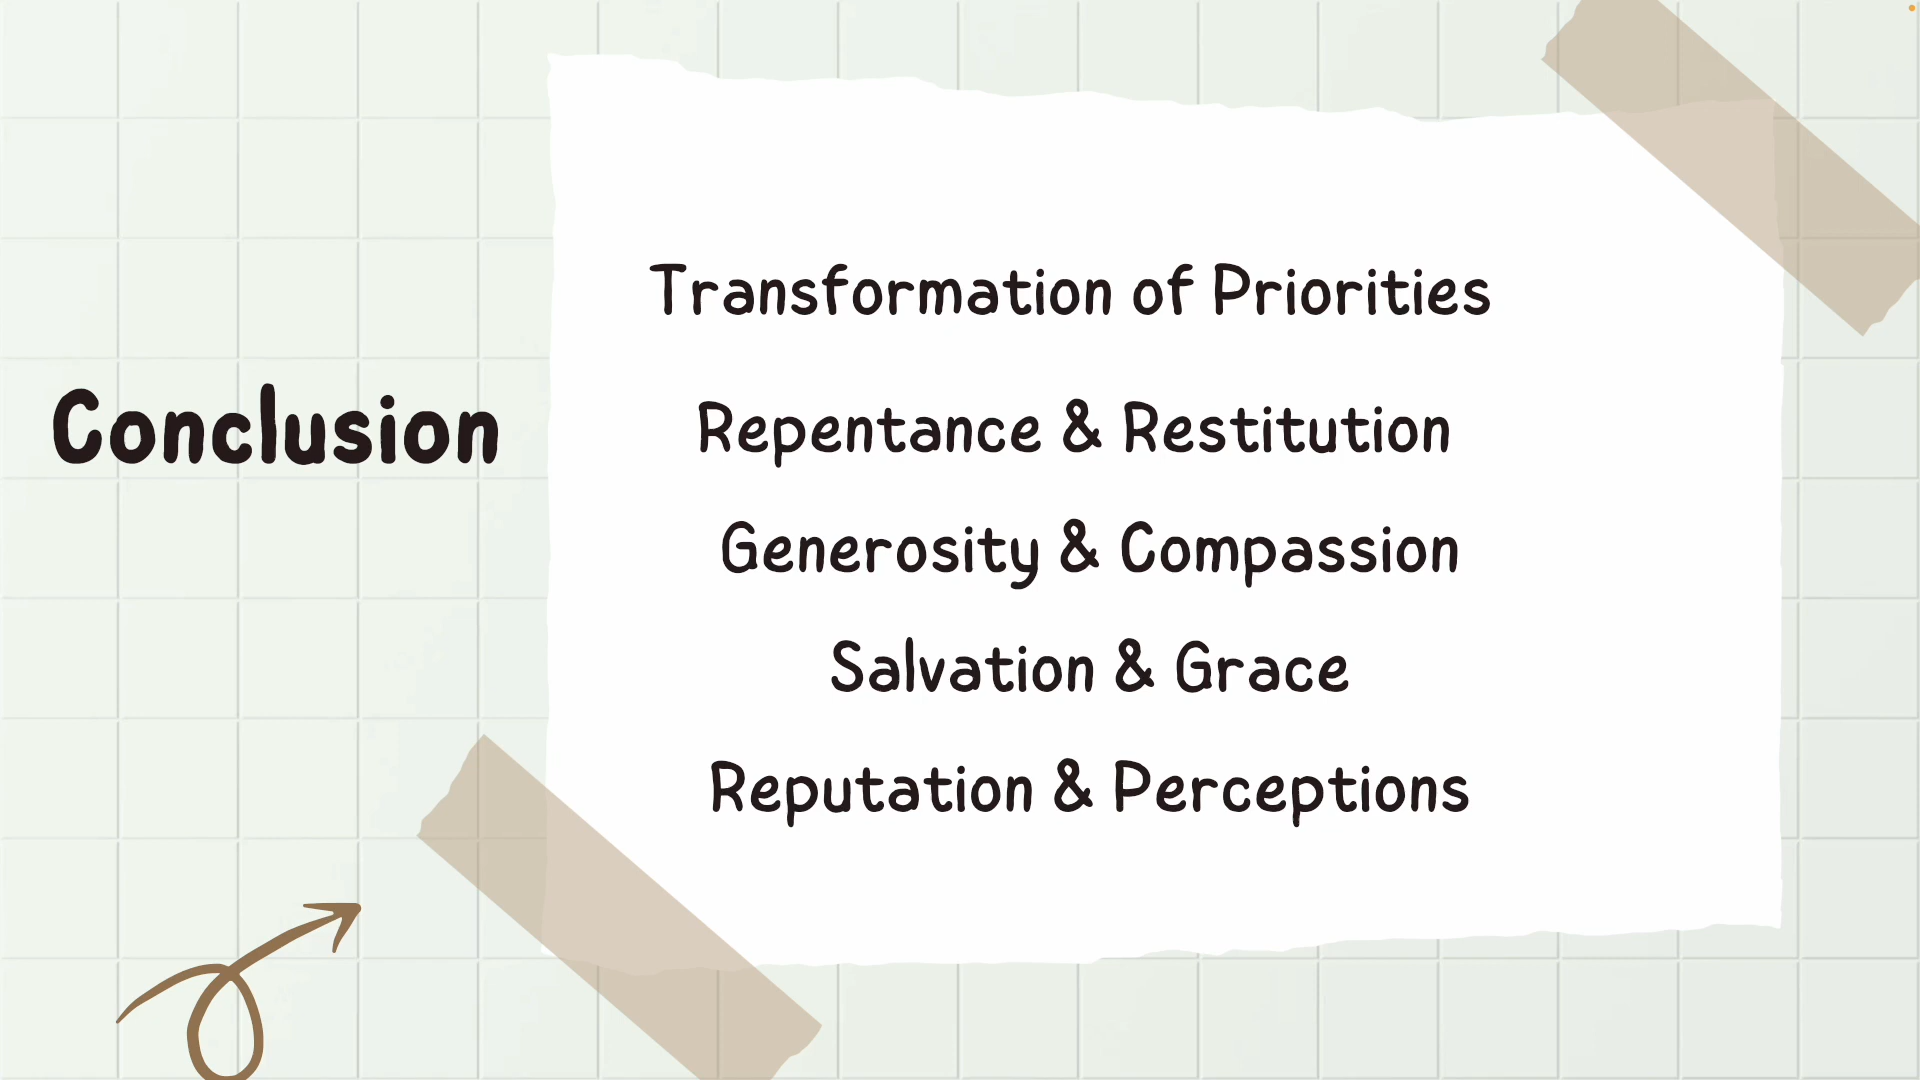 Conclusion
Transformation of Priorities
Repentance & Restitution
Generosity & Compassion
Salvation & Grace
Reputation & Perceptions